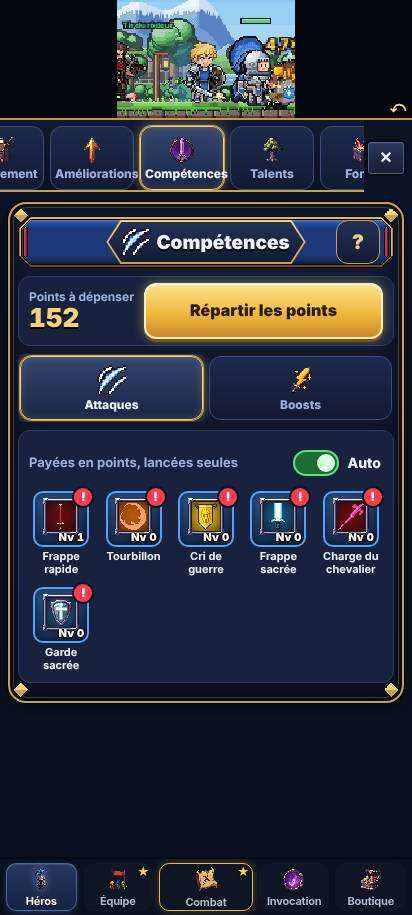 ement
Améliorations
Compétences
Talents
For
×
Compétences
?
Points à dépenser
152
Répartir les points
Attaques
Boosts
Payées en points, lancées seules
Auto
! ! ! ! !
Nv 1 Nv 0 Nv 0 Nv 0 Nv 0
Frappe rapide
Tourbillon
Cri de guerre
Frappe sacrée
Charge du chevalier
!
Nv 0
Garde sacrée
Héros
Équipe
Combat
Invocation
Boutique